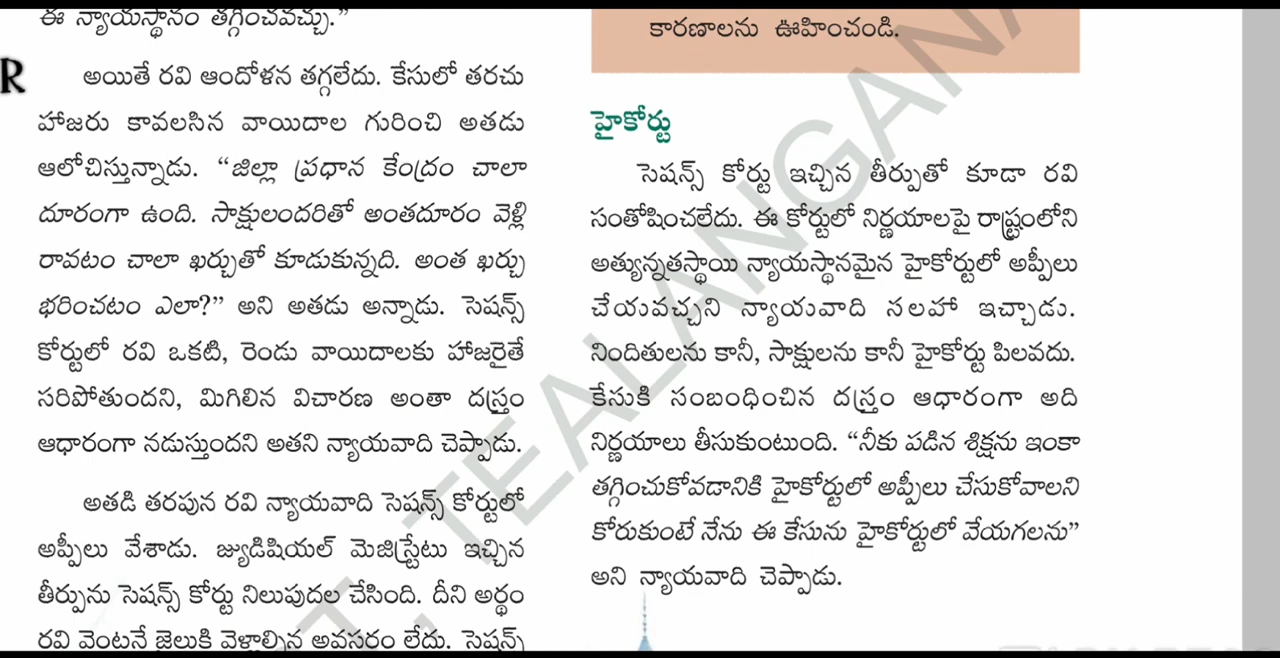 ఈ న్యాయస్థానం తగ్గించవచ్చు.”
R
అయితే రవి ఆందోళన తగ్గలేదు. కేసులో తరచు
హాజరు కావలసిన వాయిదాల గురించి అతడు
ఆలోచిస్తున్నాడు. “జిల్లా ప్రధాన కేంద్రం చాలా
దూరంగా ఉంది. సాక్షులందరితో అంతదూరం వెళ్లి
రావటం చాలా ఖర్చుతో కూడుకున్నది. అంత ఖర్చు
భరించటం ఎలా?” అని అతడు అన్నాడు. సెషన్స్
కోర్టులో రవి ఒకటి, రెండు వాయిదాలకు హాజరైతే
సరిపోతుందని, మిగిలిన విచారణ అంతా దస్త్రం
ఆధారంగా నడుస్తుందని అతని న్యాయవాది చెప్పాడు.
అతడి తరపున రవి న్యాయవాది సెషన్స్ కోర్టులో
అప్పీలు వేశాడు. జ్యుడిషియల్ మెజిస్ట్రేటు ఇచ్చిన
తీర్పును సెషన్స్ కోర్టు నిలుపుదల చేసింది. దీని అర్థం
రవి వెంటనే జైలుకి వెళ్లాల్సిన అవసరం లేదు. సెషన్స్
కారణాలను ఊహించండి.
హైకోర్టు
సెషన్స్ కోర్టు ఇచ్చిన తీర్పుతో కూడా రవి
సంతోషించలేదు. ఈ కోర్టులో నిర్ణయాలపై రాష్ట్రంలోని
అత్యున్నతస్థాయి న్యాయస్థానమైన హైకోర్టులో అప్పీలు
చేయవచ్చని న్యాయవాది సలహా ఇచ్చాడు.
నిందితులను కానీ, సాక్షులను కానీ హైకోర్టు పిలవదు.
కేసుకి సంబంధించిన దస్త్రం ఆధారంగా అది
నిర్ణయాలు తీసుకుంటుంది. “నీకు పడిన శిక్షను ఇంకా
తగ్గించుకోవడానికి హైకోర్టులో అప్పీలు చేసుకోవాలని
కోరుకుంటే నేను ఈ కేసును హైకోర్టులో వేయగలను”
అని న్యాయవాది చెప్పాడు.
T, TEALANGANA